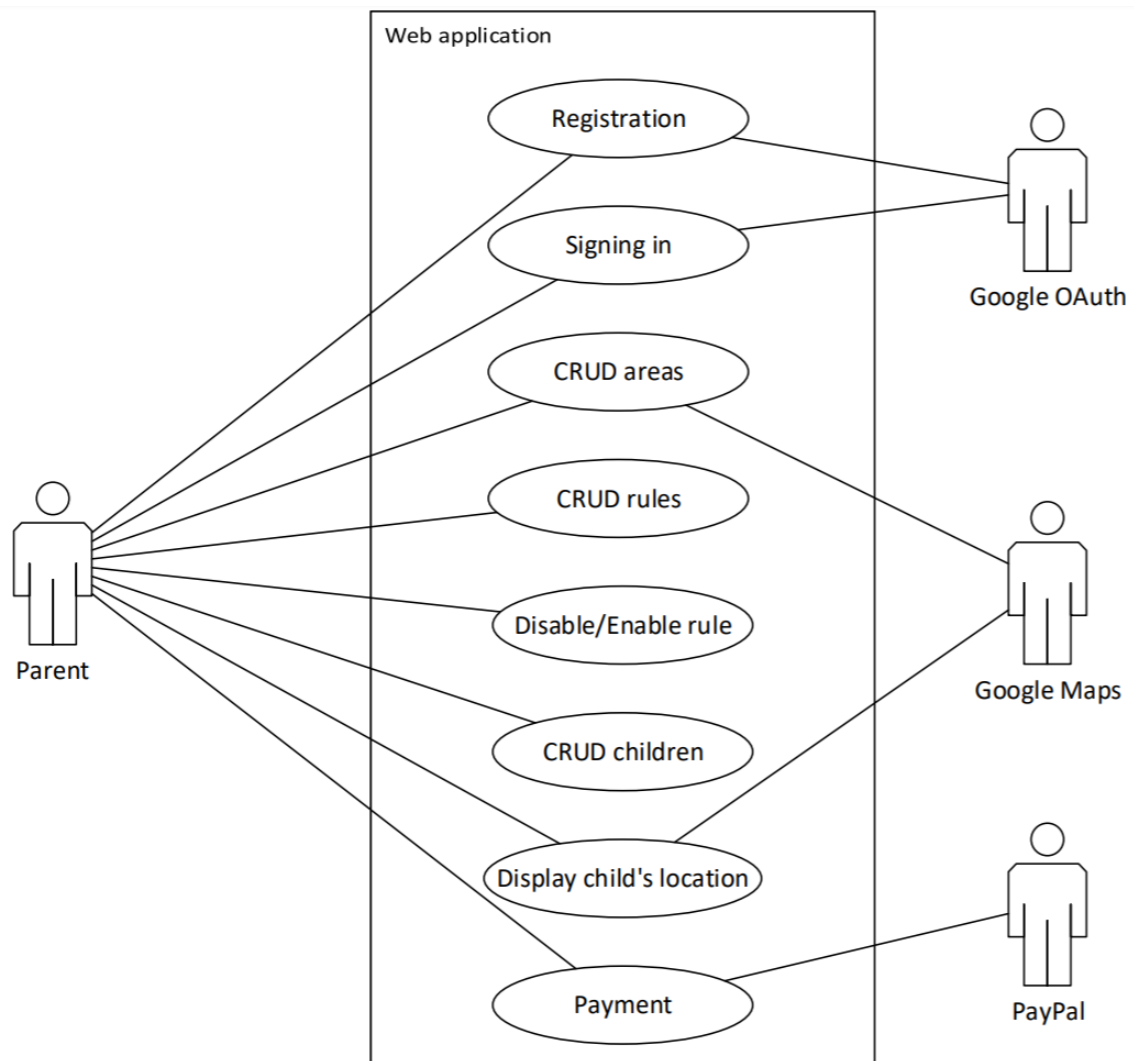 Web application
Registration
Signing in
Google OAuth
CRUD areas
CRUD rules
Disable/Enable rule
Parent
Google Maps
CRUD children
Display child's location
Payment
PayPal